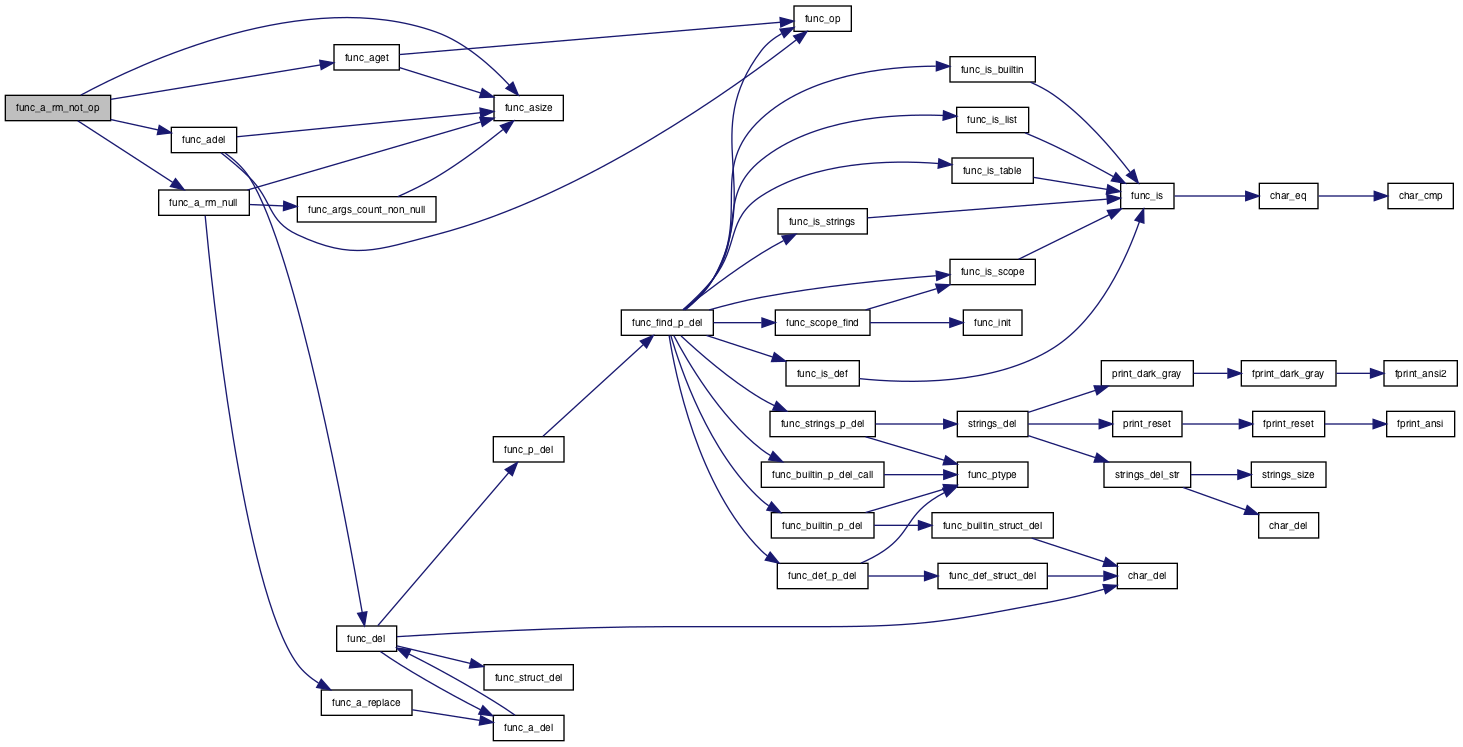 func_a_rm_not_op
func_aget
func_adel
func_a_rm_null
func_args_count_non_null
func_op
func_asize
func_del
func_a_replace
func_p_del
func_struct_del
func_a_del
func_find_p_del
func_is_builtin
func_is_list
func_is_table
func_is_strings
func_is_scope
func_scope_find
func_init
func_is_def
func_is
char_eq
char_cmp
func_strings_p_del
func_builtin_p_del_call
func_builtin_p_del
func_def_p_del
strings_del
func_ptype
func_builtin_struct_del
func_def_struct_del
print_dark_gray
fprint_dark_gray
fprint_ansi2
print_reset
fprint_reset
fprint_ansi
strings_del_str
strings_size
char_del
char_del